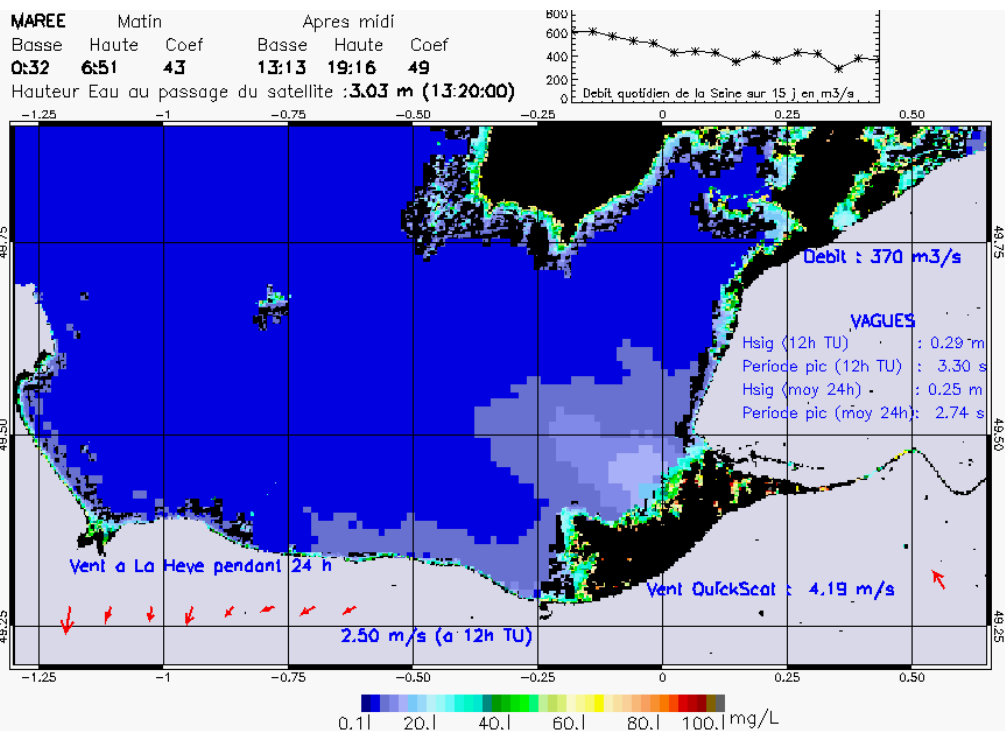 MAREE Matin Apres midi
Basse Haute Coef Basse Haute Coef
0:32 6:51 43 13:13 19:16 49
Hauteur Eau au passage du satellite : 3.03 m (13:20:00)
800
600
400
200
0
Debit quotidien de la Seine sur 15 j en m3/s
-1.25 -1 -0.75 -0.50 -0.25 0 0.25 0.50
49.75 49.75
Debit : 370 m3/s
VAGUES
Hsig (12h TU) : 0.29 m
Periode pic (12h TU) : 3.30 s
Hsig (moy 24h) : 0.25 m
Periode pic (moy 24h): 2.74 s
49.50 49.50
Vent a La Heve pendant 24 h
Vent QuickScat : 4.19 m/s
49.25 49.25
2.50 m/s (a 12h TU)
-1.25 -1 -0.75 -0.50 -0.25 0 0.25 0.50
0.1 20.1 40.1 60.1 80.1 100.1 mg/L